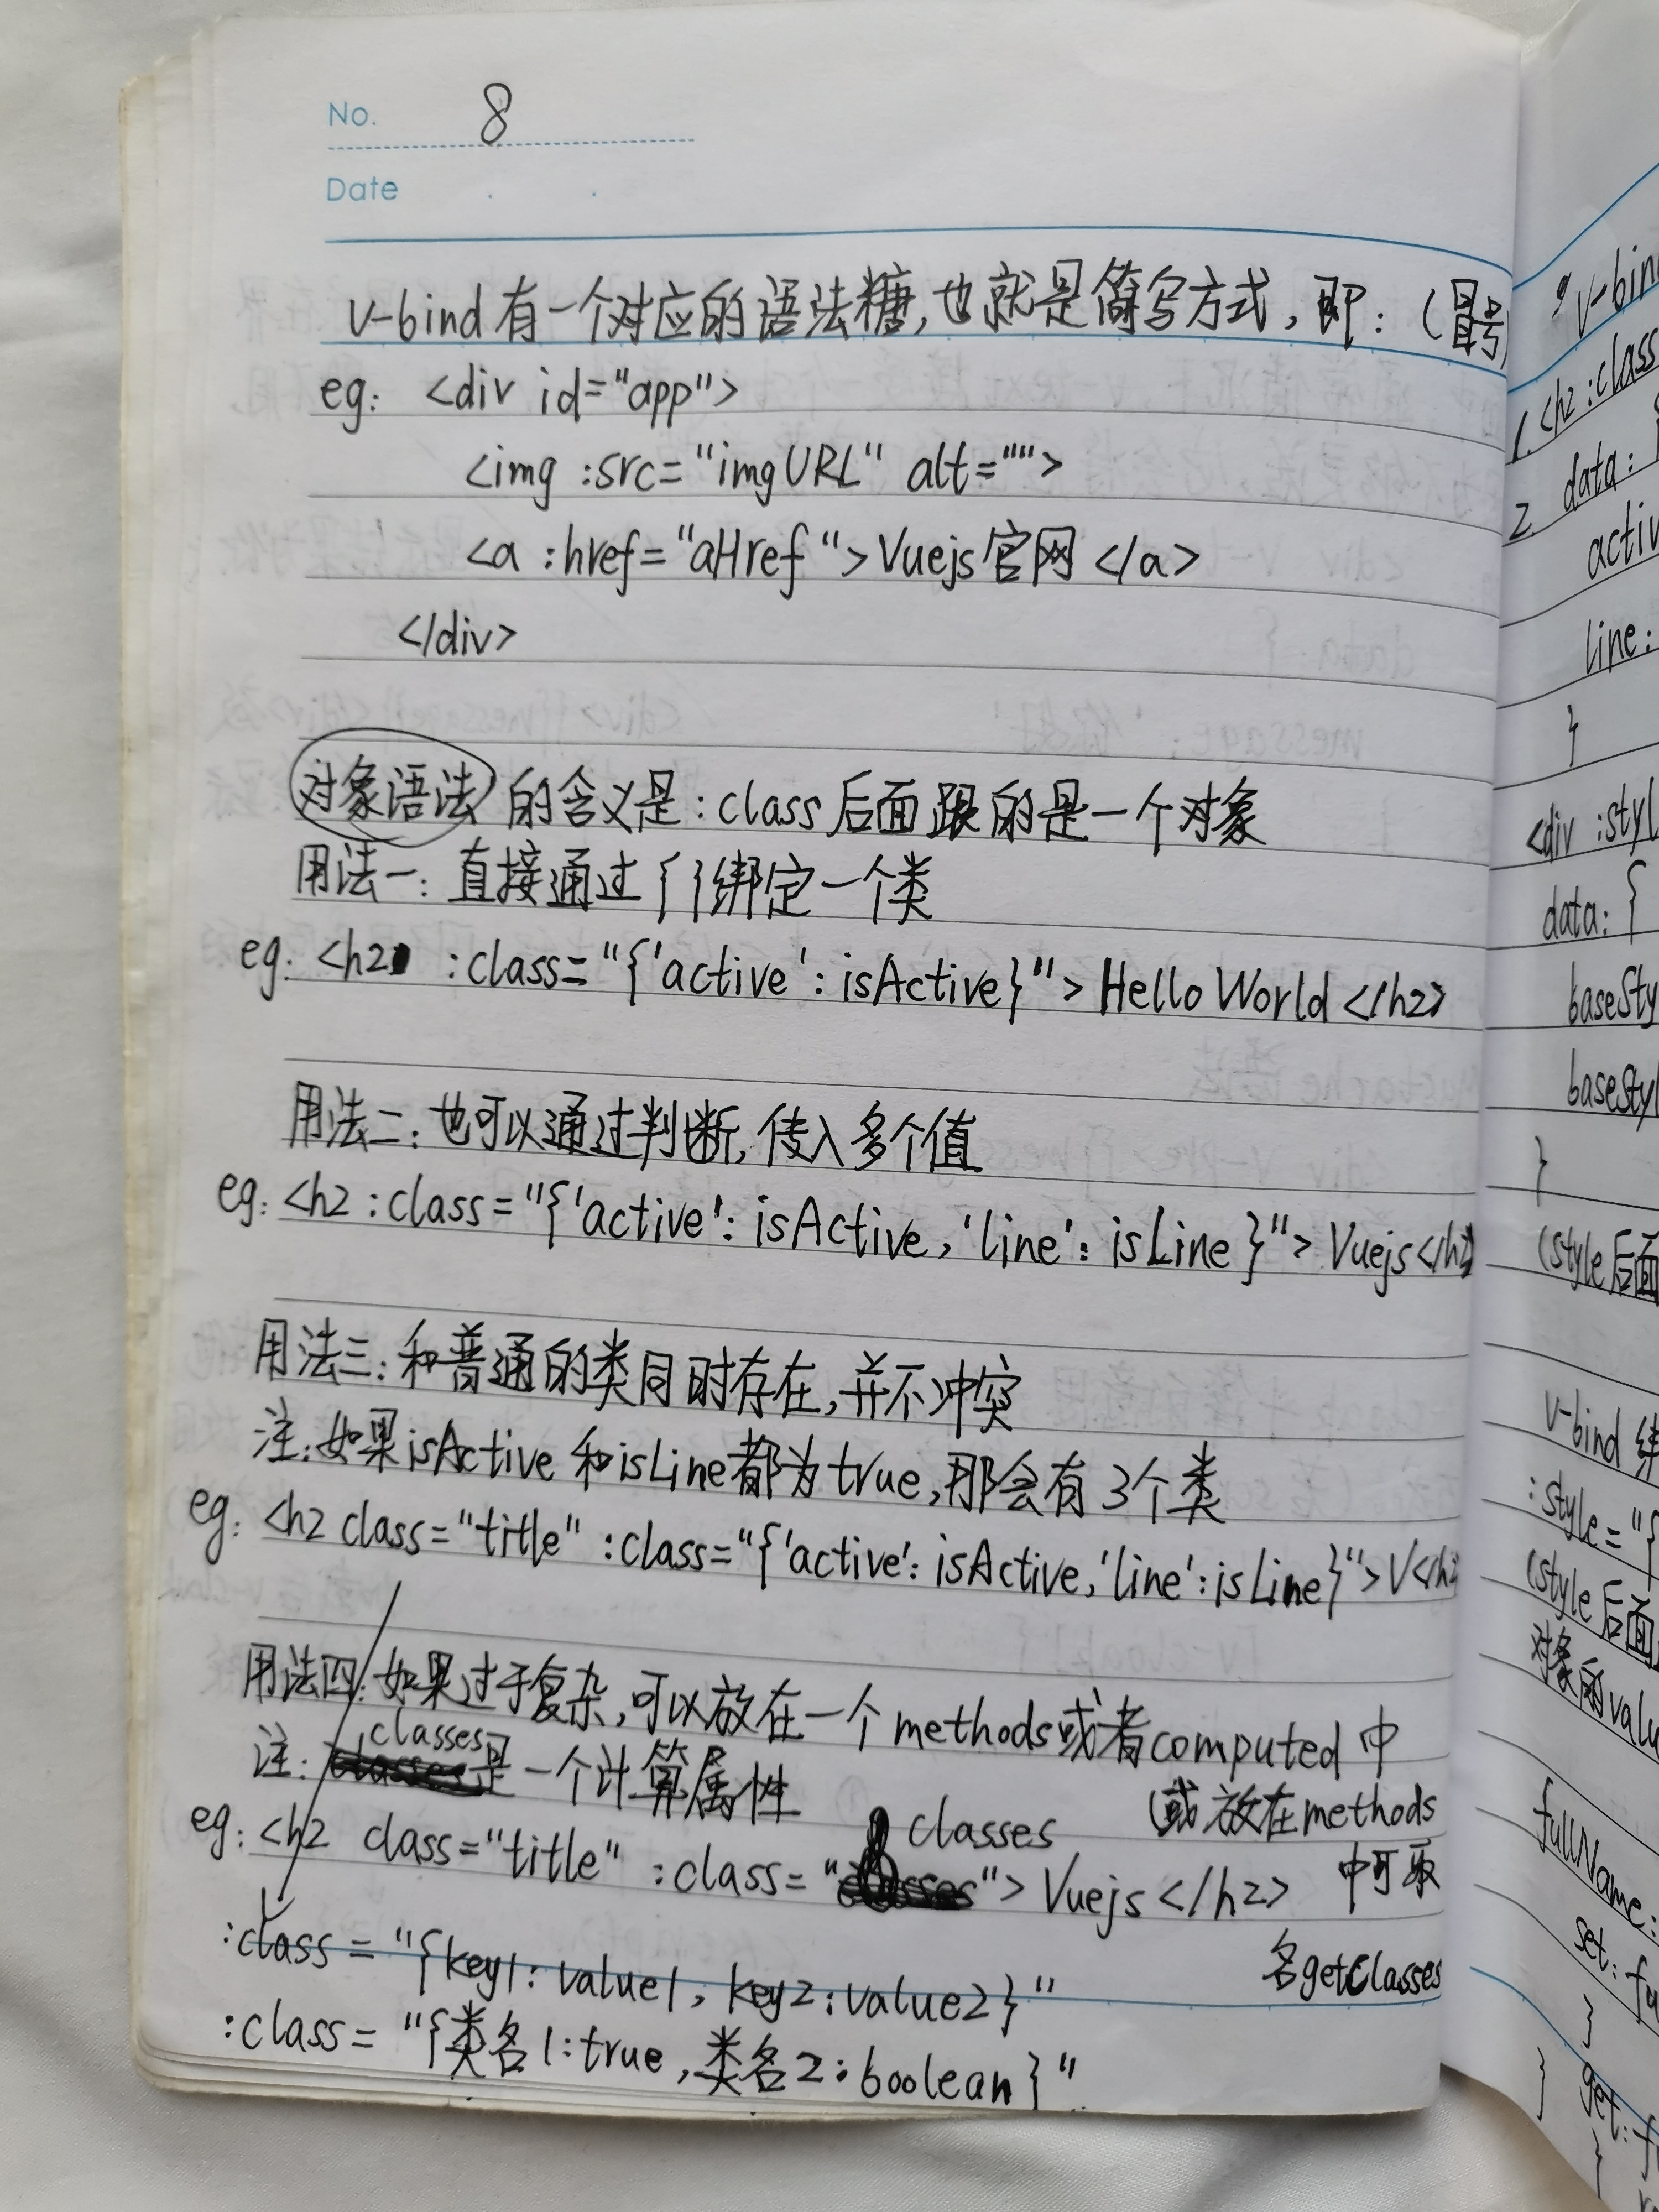 No. 8
Date
v-bind 有一个对应的语法糖,也就是简写方式,即:(冒号)
eg: <div id="app">
<img :src="imgURL" alt="">
<a :href="aHref">Vuejs官网</a>
</div>
对象语法 的含义是:class后面跟的是一个对象
用法一:直接通过{}绑定一个类
eg: <h2 :class="{'active':isActive}">Hello World</h2>
用法二:也可以通过判断,传入多个值
eg: <h2 :class="{'active':isActive,'line':isLine}">Vuejs</h2
用法三:和普通的类同时存在,并不冲突
注:如果isActive和isLine都为true,那会有3个类
eg: <h2 class="title" :class="{'active':isActive,'line':isLine}">V</h2
用法四:如果过于复杂,可以放在一个methods或者computed中
注:classes是一个计算属性
(或放在methods
eg: <h2 class="title" :class="classes">Vuejs</h2>
中可取
名getClasses
:class="{key1:value1,key2:value2}"
:class="{类名1:true,类名2:boolean}"
v-bin
1. <h2 :class
2. data:
activ
line:
}
<div :styl
data: {
baseSty
baseStyl
}
(style后面
v-bind 绑
:style="{
(style后面
对象的valu
fullName:
set: fu
}
get: f
}
}